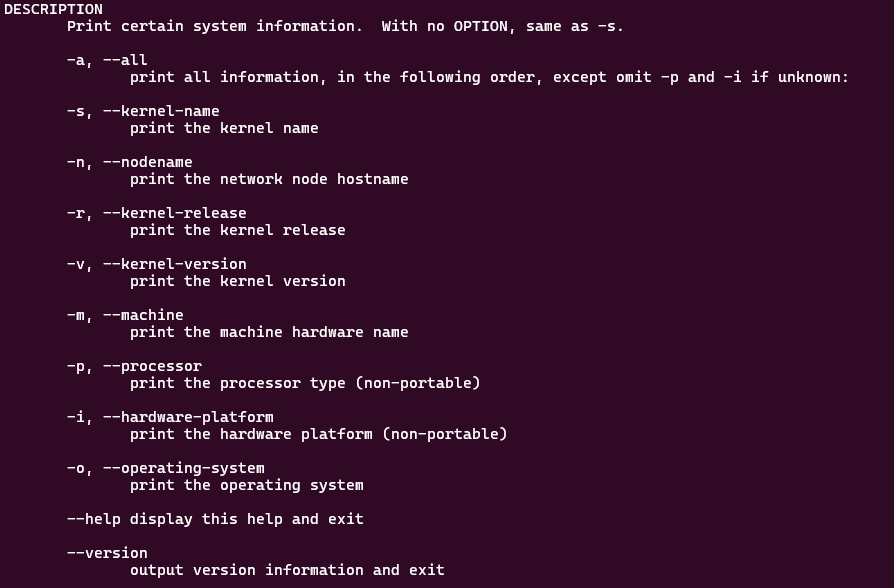 DESCRIPTION
Print certain system information.  With no OPTION, same as -s.
-a, --all
print all information, in the following order, except omit -p and -i if unknown:
-s, --kernel-name
print the kernel name
-n, --nodename
print the network node hostname
-r, --kernel-release
print the kernel release
-v, --kernel-version
print the kernel version
-m, --machine
print the machine hardware name
-p, --processor
print the processor type (non-portable)
-i, --hardware-platform
print the hardware platform (non-portable)
-o, --operating-system
print the operating system
--help display this help and exit
--version
output version information and exit